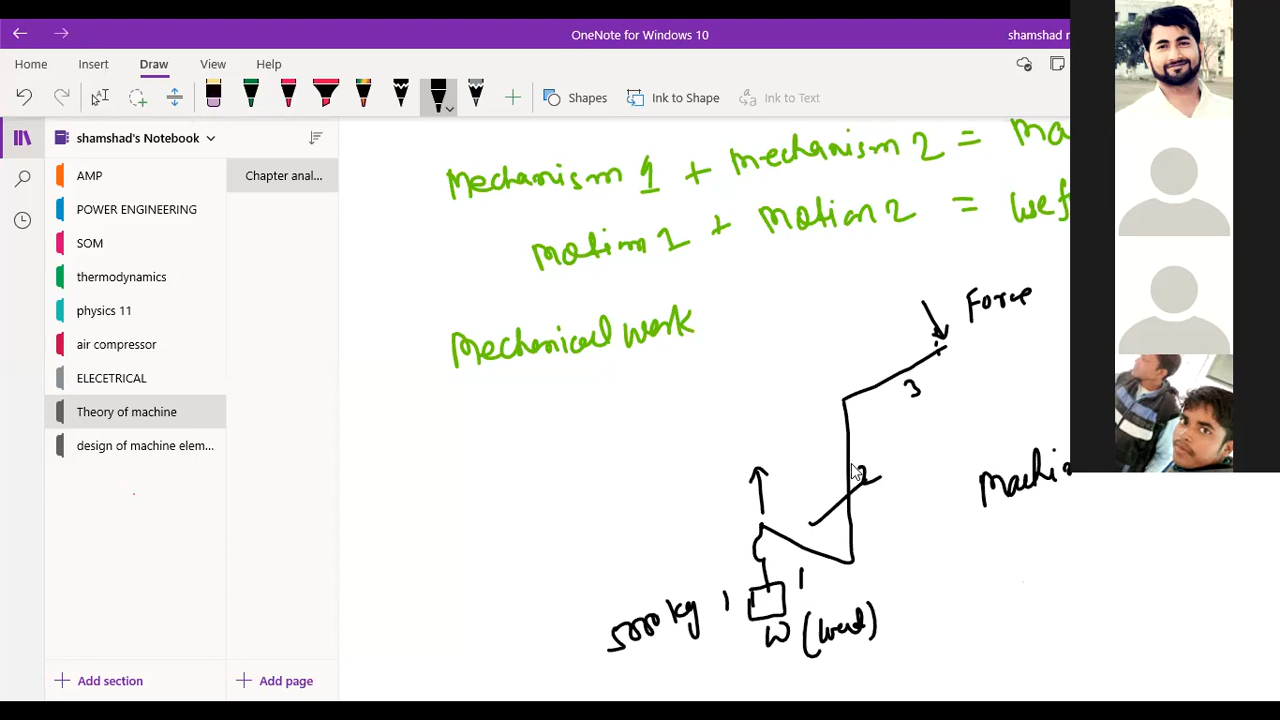 OneNote for Windows 10
shamshad
Home Insert Draw View Help
Shapes Ink to Shape Ink to Text
shamshad's Notebook
AMP
POWER ENGINEERING
SOM
thermodynamics
physics 11
air compressor
ELECETRICAL
Theory of machine
design of machine elem...
Add section
Chapter anal...
Add page
Mechanism 1 + Mechanism 2 =
Motion 1 + Motion 2 =
Mechanical work
Force
3
2
1
5000 kg
W